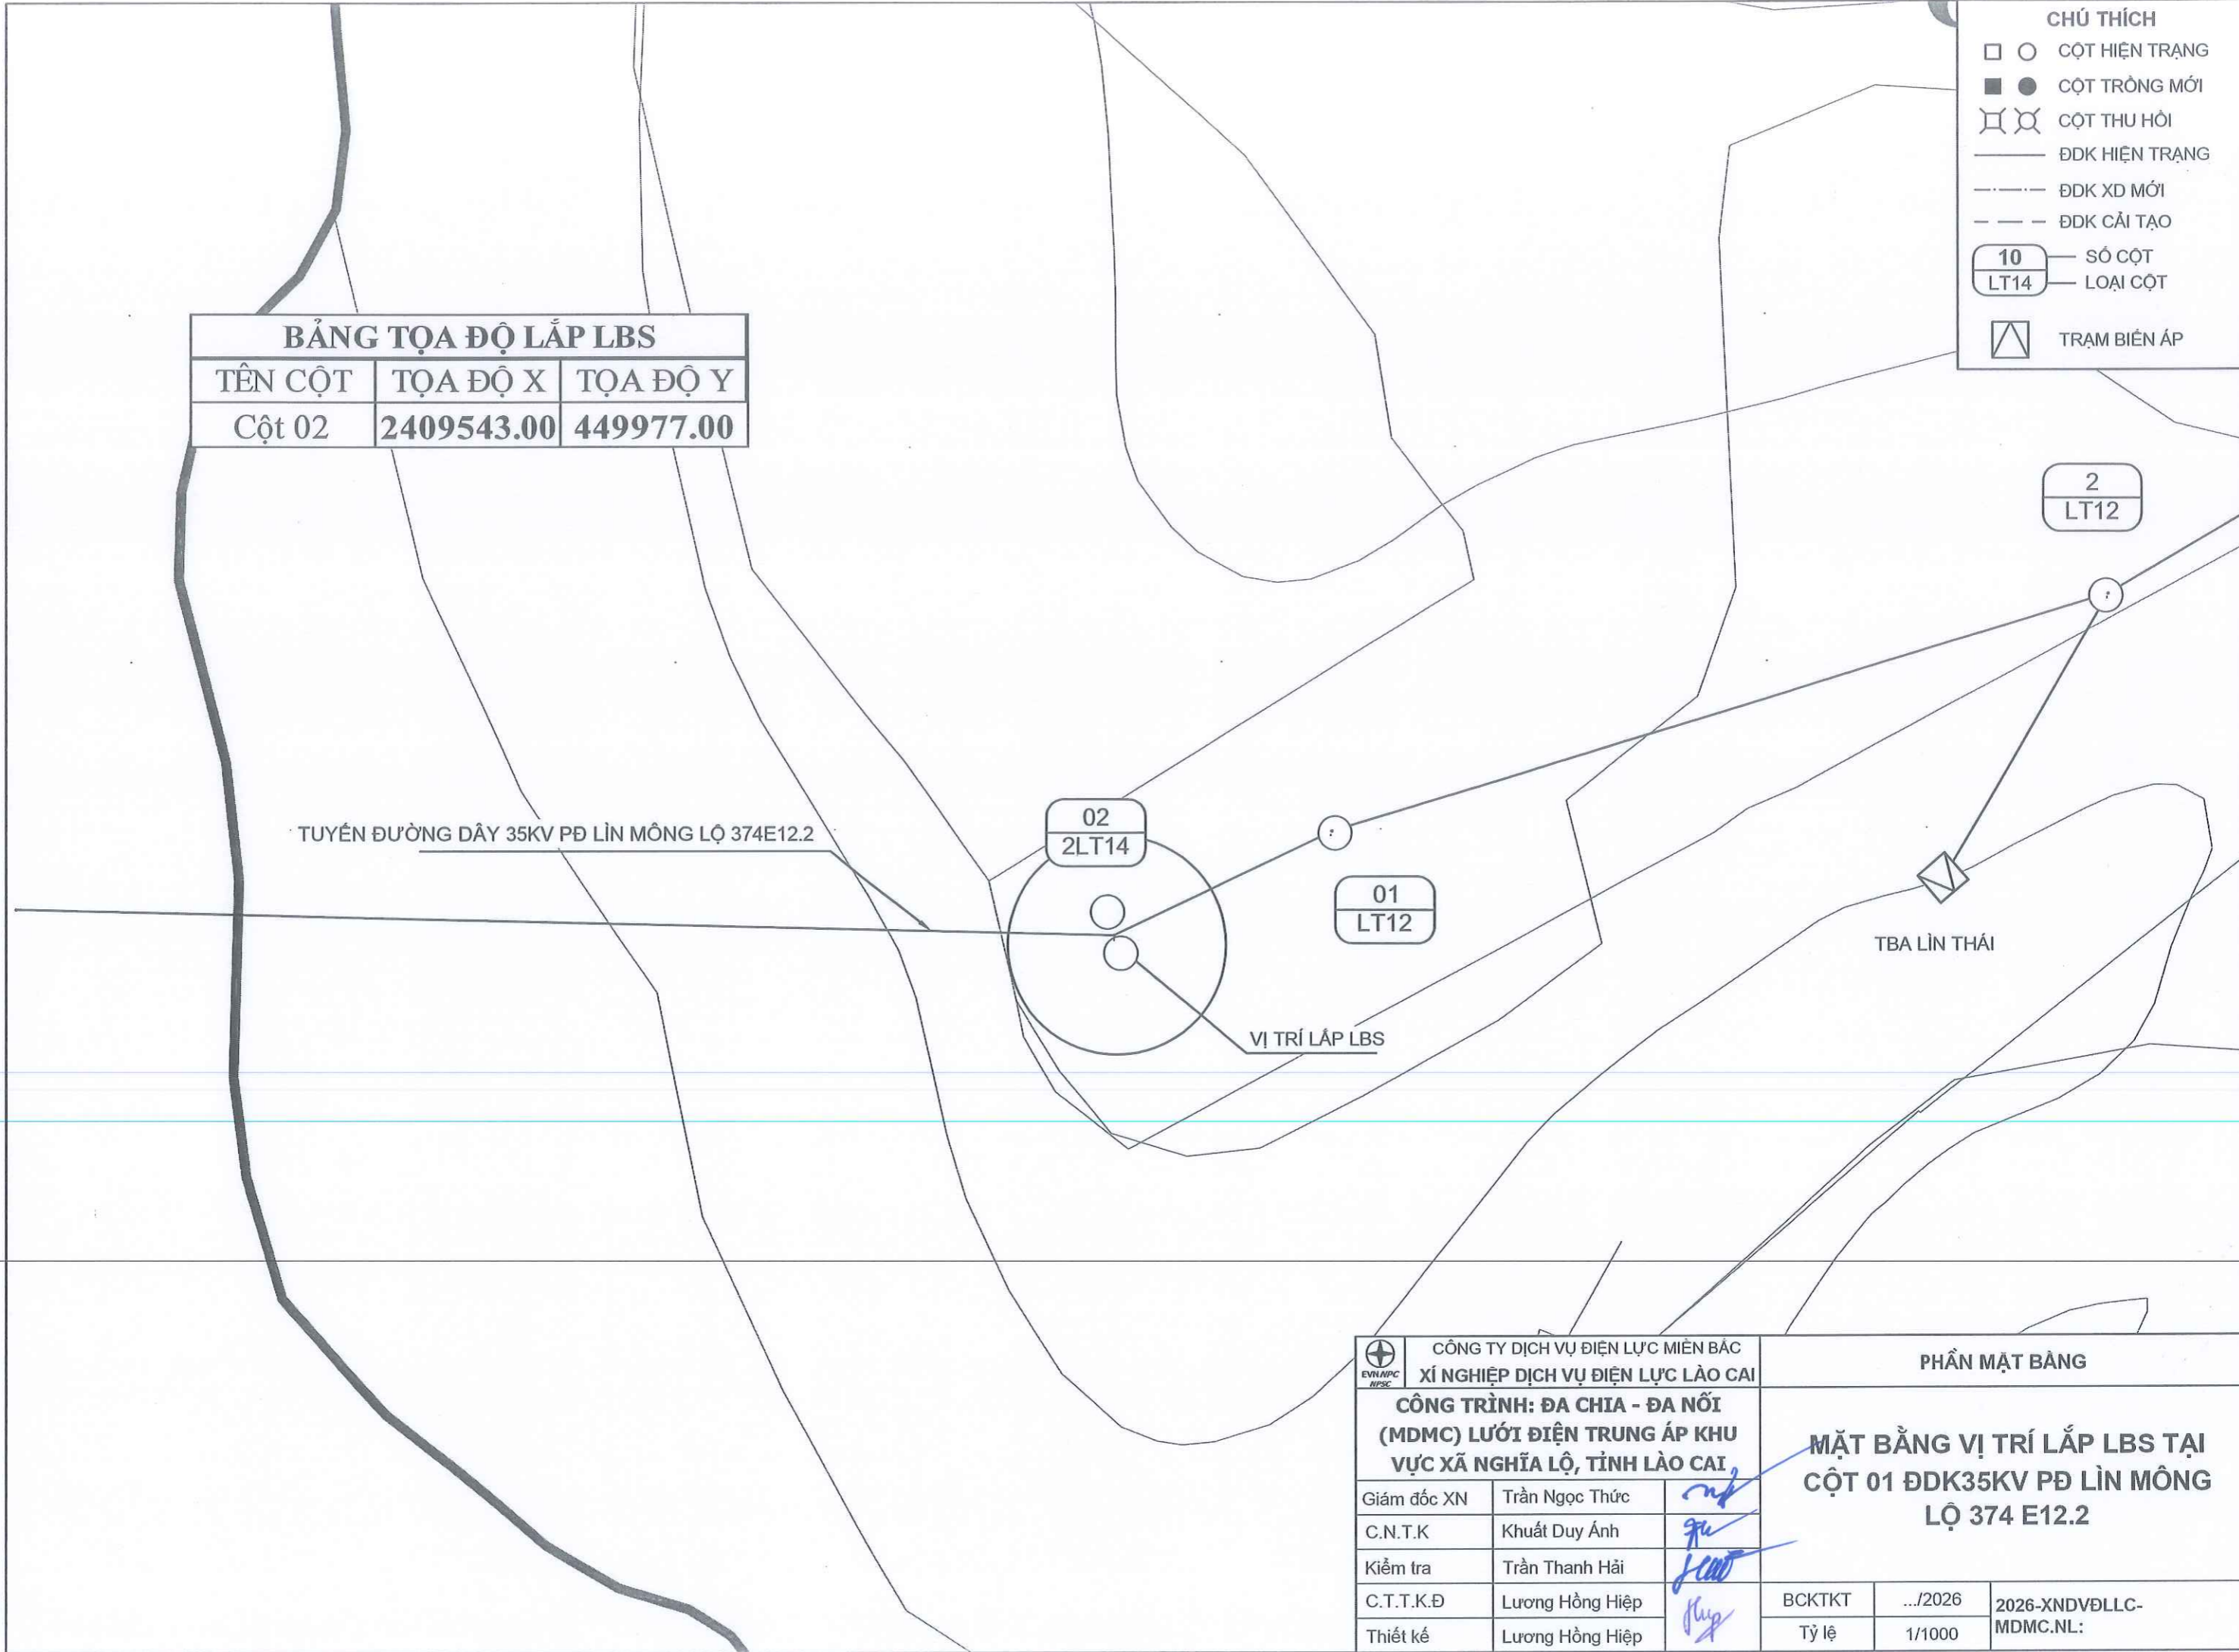 CHÚ THÍCH
CỘT HIỆN TRẠNG
CỘT TRỒNG MỚI
CỘT THU HỒI
ĐDK HIỆN TRẠNG
ĐDK XD MỚI
ĐDK CẢI TẠO
10
SỐ CỘT
LT14
LOẠI CỘT
TRẠM BIẾN ÁP
BẢNG TỌA ĐỘ LẮP LBS
TÊN CỘT TỌA ĐỘ X TỌA ĐỘ Y
Cột 02 2409543.00 449977.00
2
LT12
TUYẾN ĐƯỜNG DÂY 35KV PĐ LÌN MÔNG LỘ 374E12.2
02
2LT14
01
LT12
TBA LÌN THÁI
VỊ TRÍ LẮP LBS
EVNNPC
NPSC
CÔNG TY DỊCH VỤ ĐIỆN LỰC MIỀN BẮC
XÍ NGHIỆP DỊCH VỤ ĐIỆN LỰC LÀO CAI
PHẦN MẶT BẰNG
CÔNG TRÌNH: ĐA CHIA - ĐA NỐI
(MDMC) LƯỚI ĐIỆN TRUNG ÁP KHU
VỰC XÃ NGHĨA LỘ, TỈNH LÀO CAI
MẶT BẰNG VỊ TRÍ LẮP LBS TẠI
CỘT 01 ĐDK35KV PĐ LÌN MÔNG
LỘ 374 E12.2
Giám đốc XN Trần Ngọc Thức
C.N.T.K Khuất Duy Ánh
Kiểm tra Trần Thanh Hải
C.T.T.K.Đ Lương Hồng Hiệp
Thiết kế Lương Hồng Hiệp
BCKTKT .../2026
Tỷ lệ 1/1000
2026-XNDVĐLLC-
MDMC.NL: